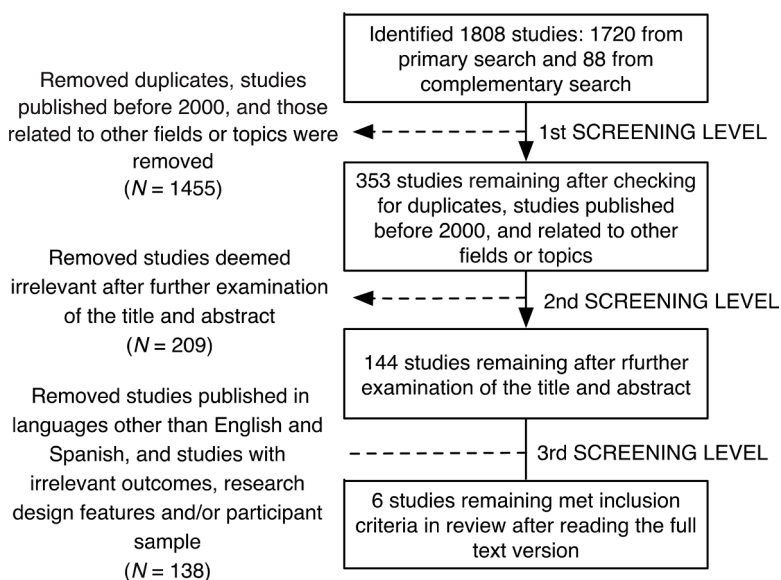 Identified 1808 studies: 1720 from
primary search and 88 from
complementary search
Removed duplicates, studies
published before 2000, and those
related to other fields or topics were
removed
(N = 1455)
1st SCREENING LEVEL
353 studies remaining after checking
for duplicates, studies published
before 2000, and related to other
fields or topics
Removed studies deemed
irrelevant after further examination
of the title and abstract
(N = 209)
2nd SCREENING LEVEL
144 studies remaining after rfurther
examination of the title and abstract
Removed studies published in
languages other than English and
Spanish, and studies with
irrelevant outcomes, research
design features and/or participant
sample
(N = 138)
3rd SCREENING LEVEL
6 studies remaining met inclusion
criteria in review after reading the full
text version